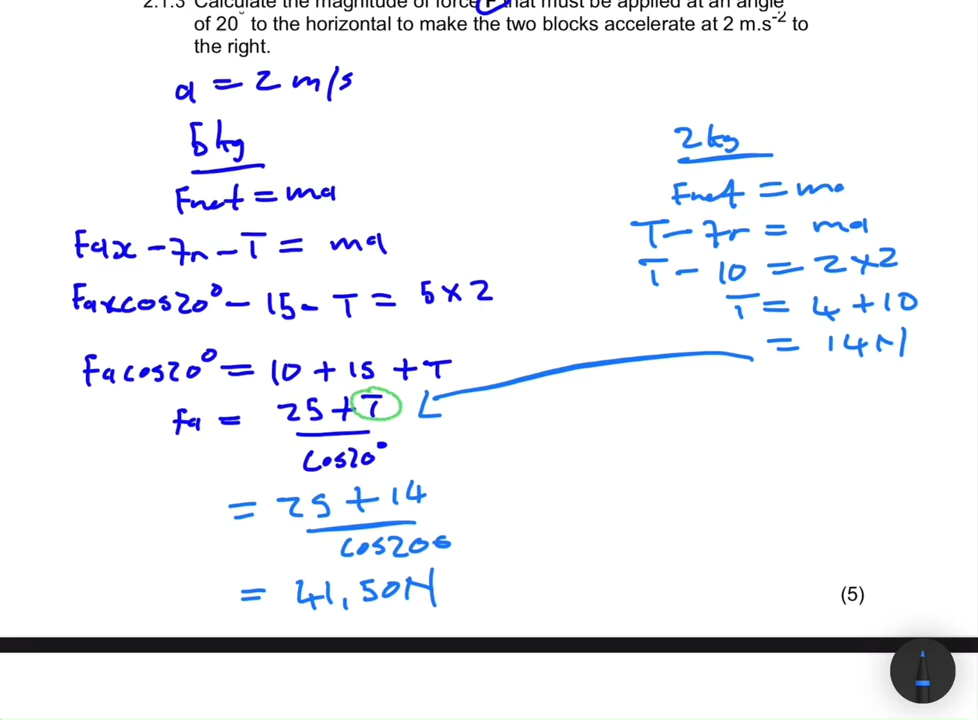 2.1.3 Calculate the magnitude of force F that must be applied at an angle
of 20° to the horizontal to make the two blocks accelerate at 2 m.s⁻² to
the right.
a = 2 m/s
5kg
Fnet = ma
Fax - fr - T = ma
Faxcos20° - 15 - T = 5 × 2
Facos20° = 10 + 15 + T
fa = 25 + T
cos20°
= 25 + 14
cos20°
= 41,50N
2kg
Fnet = ma
T - fr = ma
T - 10 = 2×2
T = 4 + 10
= 14N
(5)